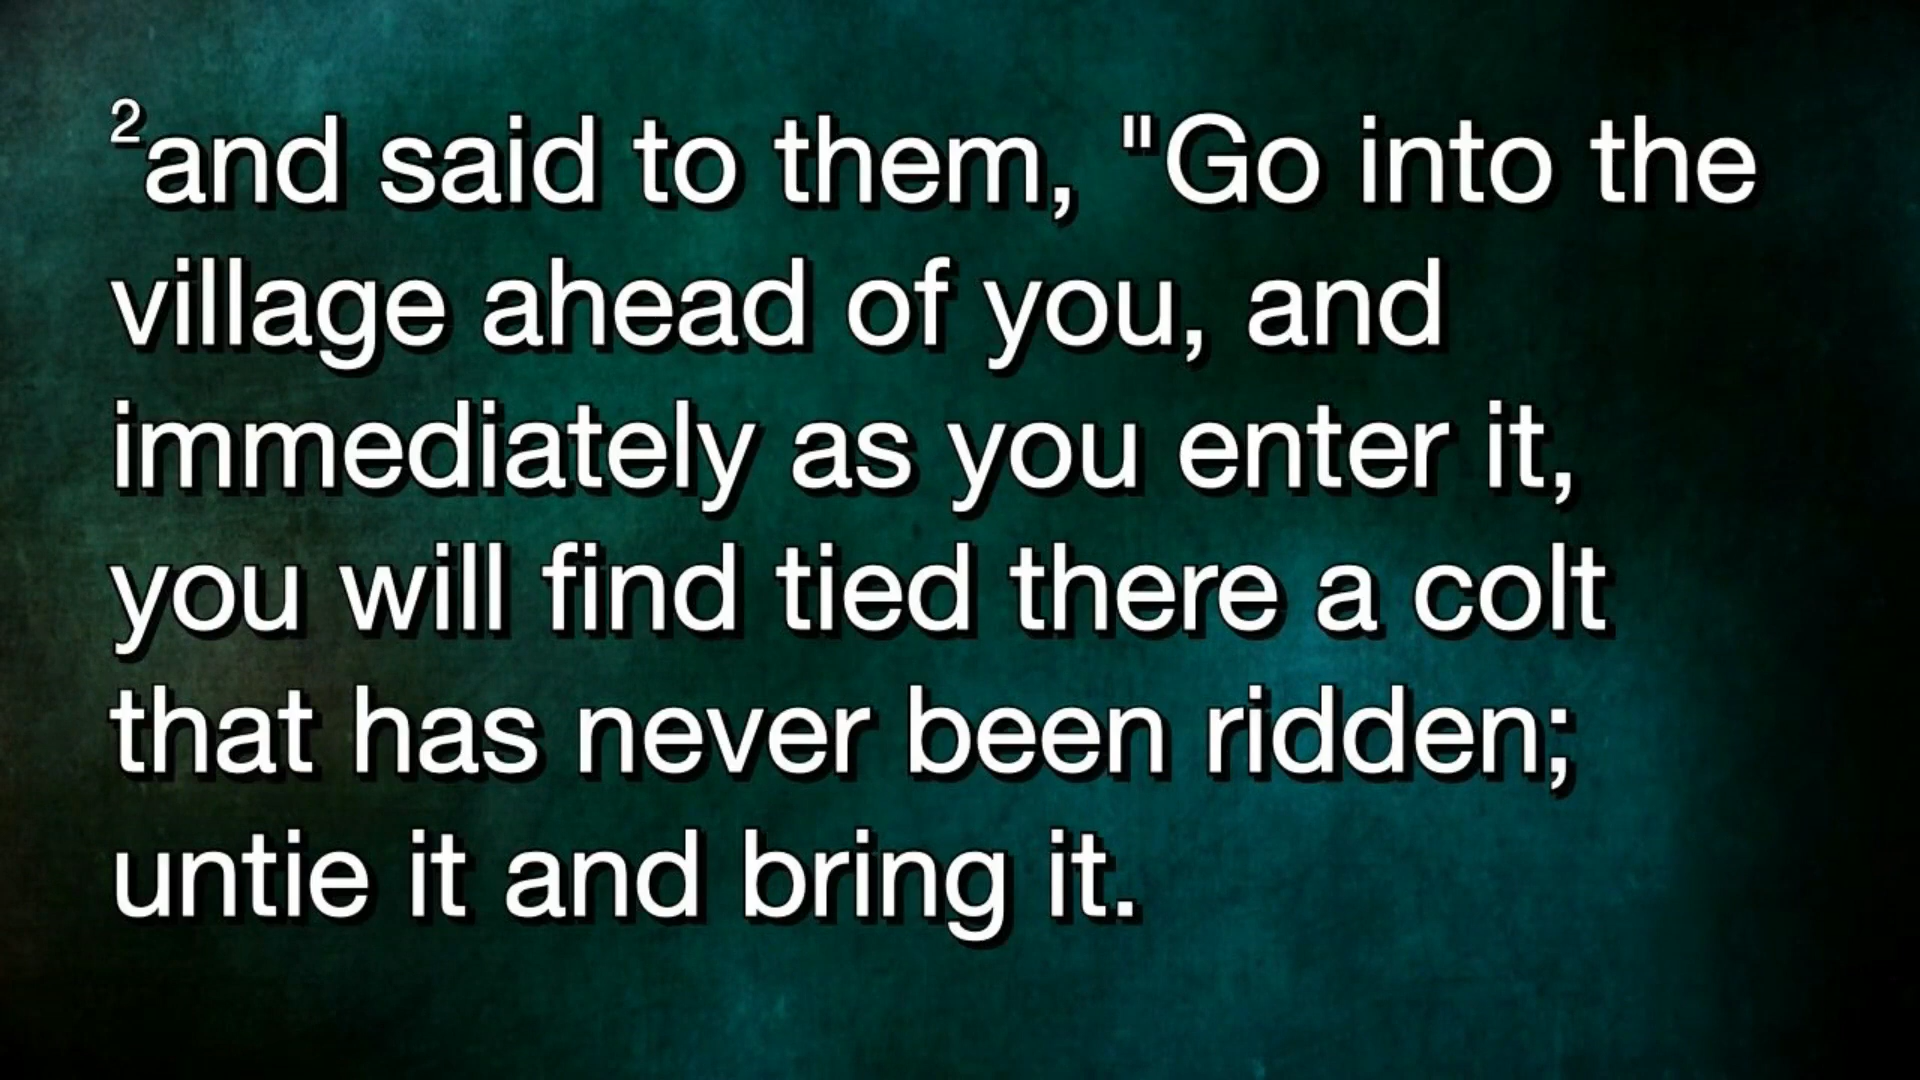 2and said to them, "Go into the
village ahead of you, and
immediately as you enter it,
you will find tied there a colt
that has never been ridden;
untie it and bring it.